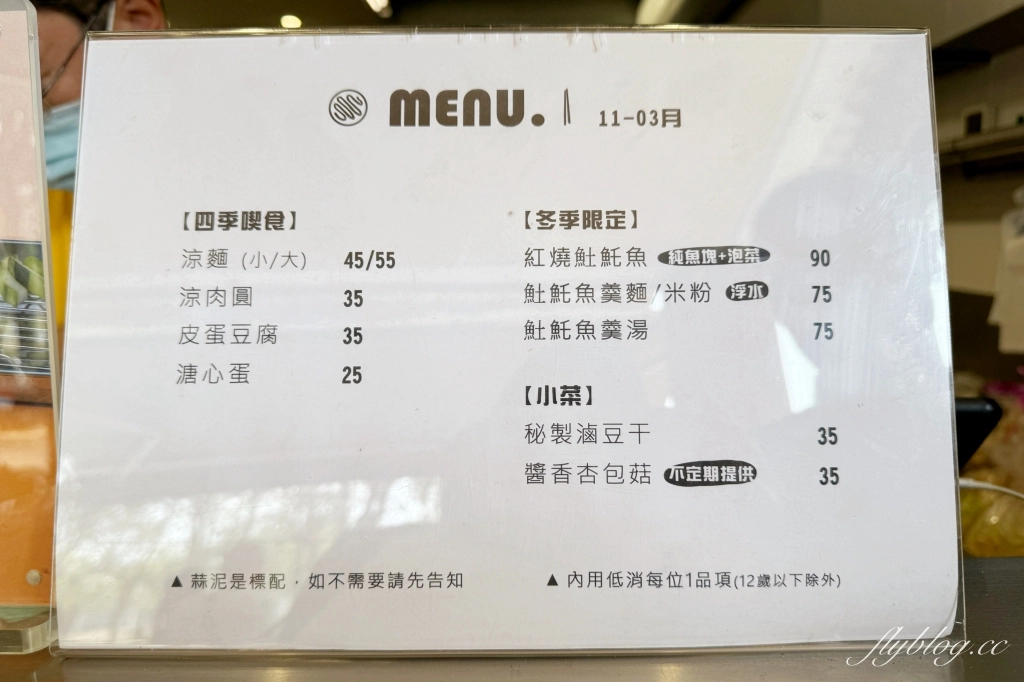 MENU. 11-03月
【四季喫食】
涼麵 (小/大) 45/55
涼肉圓 35
皮蛋豆腐 35
溏心蛋 25
【冬季限定】
紅燒𩵚魠魚 純魚塊+泡菜 90
𩵚魠魚羹麵/米粉 浮水 75
𩵚魠魚羹湯 75
【小菜】
秘製滷豆干 35
醬香杏包菇 不定期提供 35
▲蒜泥是標配，如不需要請先告知
▲內用低消每位1品項(12歲以下除外)
flyblog.cc